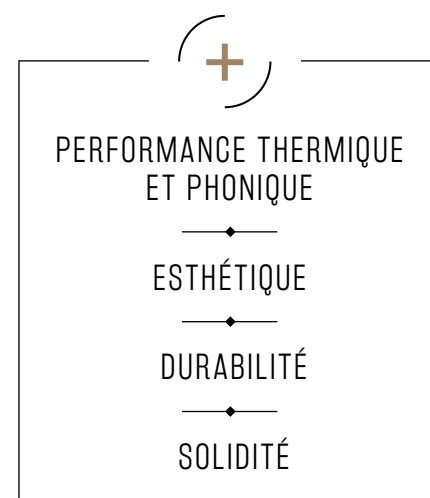 +
PERFORMANCE THERMIQUE
ET PHONIQUE
ESTHÉTIQUE
DURABILITÉ
SOLIDITÉ